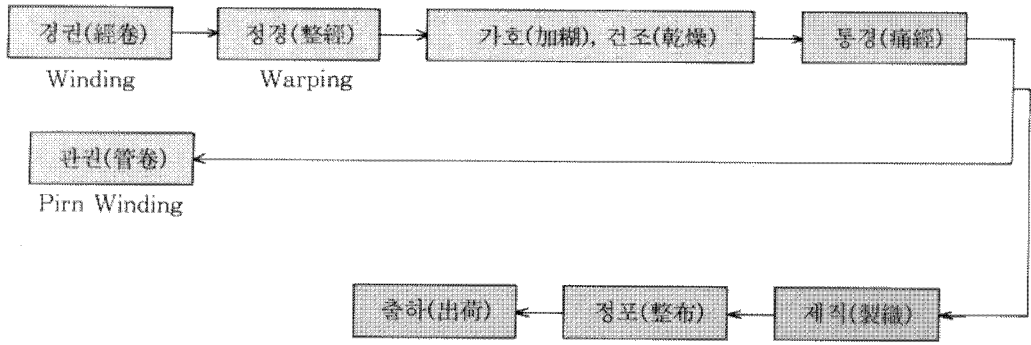 경권(經卷)
정경(整經)
가호(加糊), 건조(乾燥)
통경(痛經)
Winding
Warping
관권(管卷)
Pirn Winding
출하(出荷)
정포(整布)
제직(製織)